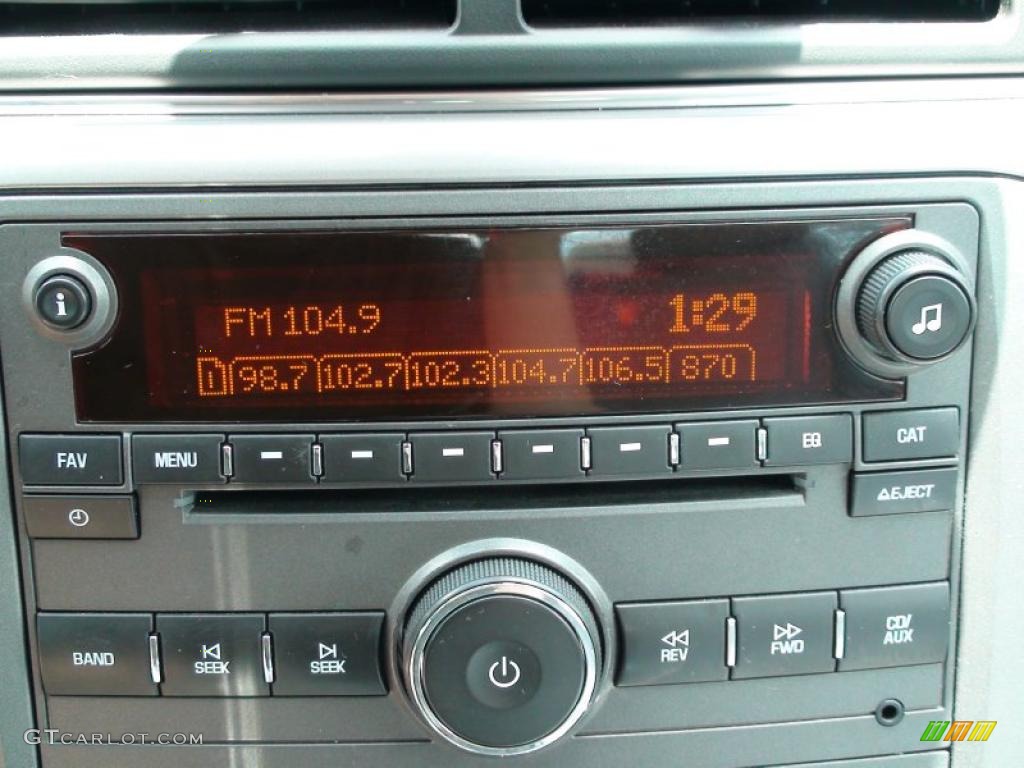 i
FM 104.9 1:29
1 98.7 102.7 102.3 104.7 106.5 870
FAV MENU EQ CAT
EJECT
BAND SEEK SEEK REV FWD CD/
AUX
GTCARLOT.COM